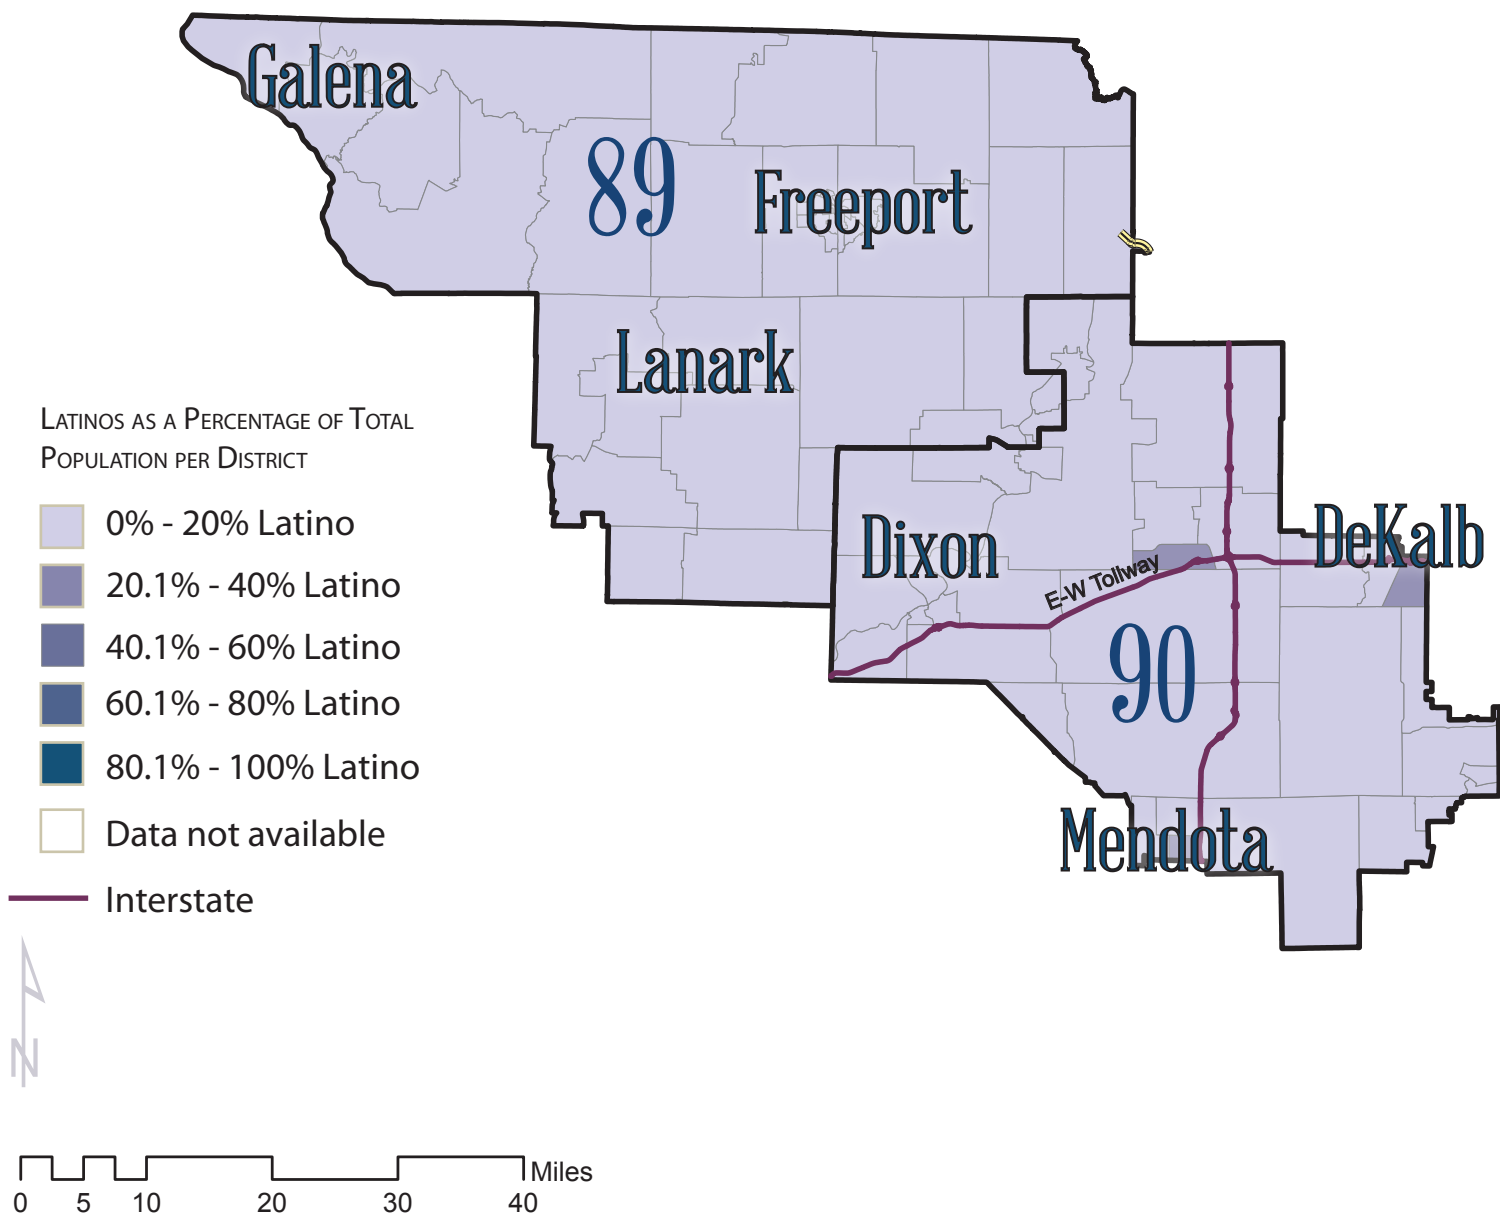 Galena
89
Freeport
Lanark
LATINOS AS A PERCENTAGE OF TOTAL
POPULATION PER DISTRICT
0% - 20% Latino
20.1% - 40% Latino
40.1% - 60% Latino
60.1% - 80% Latino
80.1% - 100% Latino
Data not available
Interstate
Dixon
DeKalb
E-W Tollway
90
Mendota
N
Miles
0 5 10 20 30 40